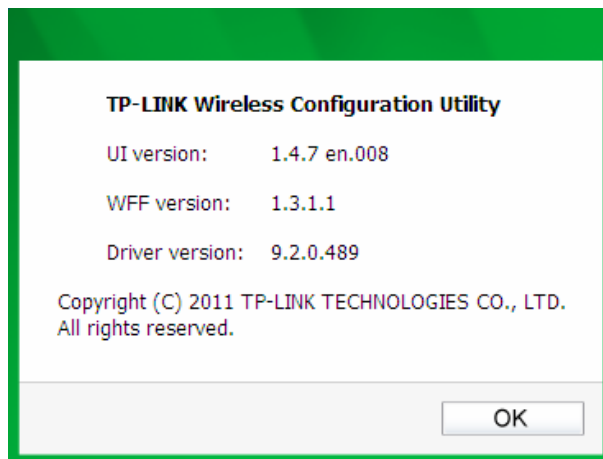 TP-LINK Wireless Configuration Utility
UI version: 1.4.7 en.008
WFF version: 1.3.1.1
Driver version: 9.2.0.489
Copyright (C) 2011 TP-LINK TECHNOLOGIES CO., LTD.
All rights reserved.
OK